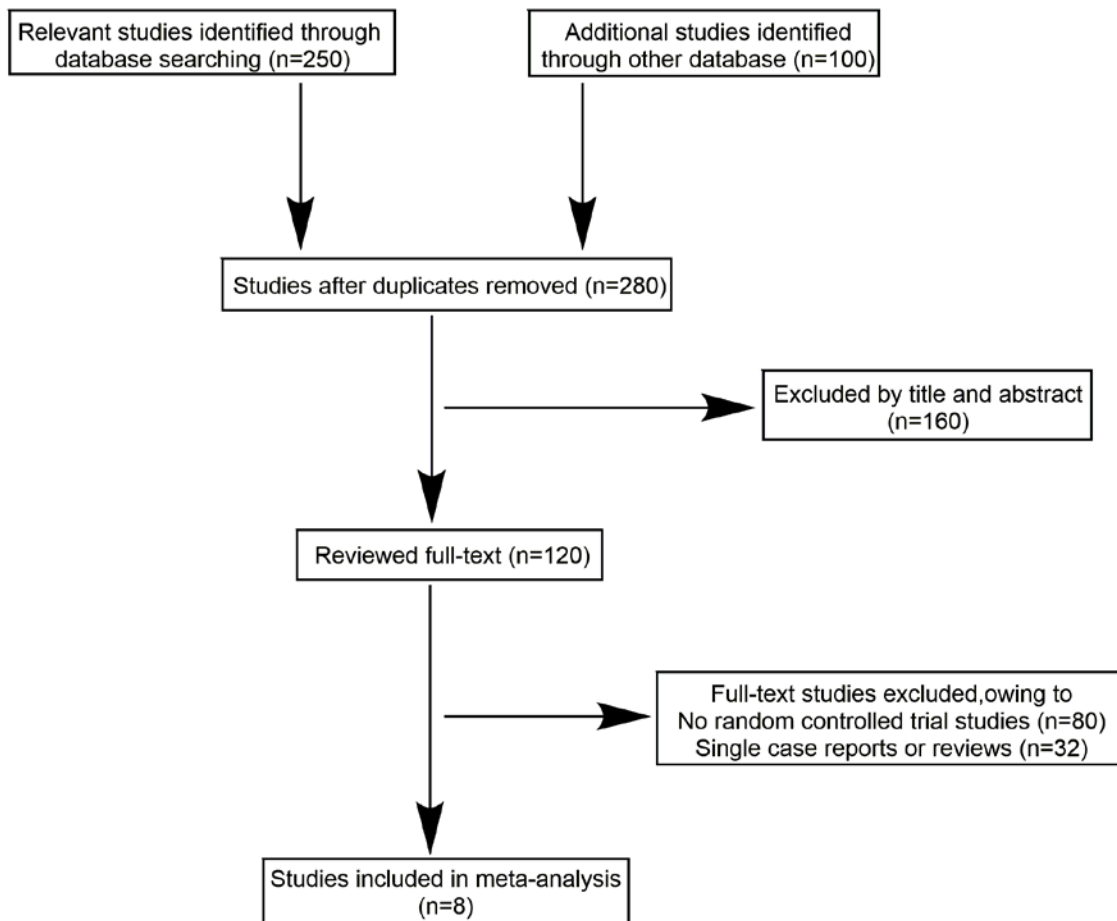 Relevant studies identified through
database searching (n=250)
Additional studies identified
through other database (n=100)
Studies after duplicates removed (n=280)
Excluded by title and abstract
(n=160)
Reviewed full-text (n=120)
Full-text studies excluded,owing to
No random controlled trial studies (n=80)
Single case reports or reviews (n=32)
Studies included in meta-analysis
(n=8)